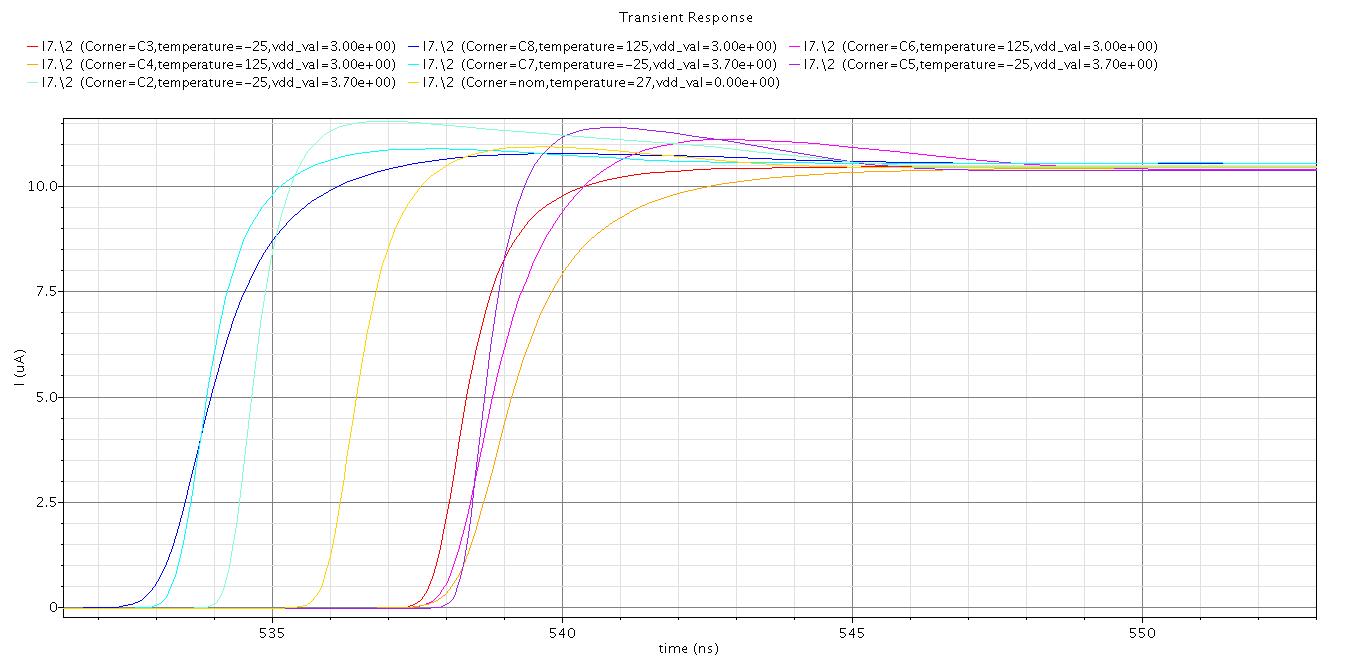 Transient Response
I7.\2 (Corner=C3,temperature=-25,vdd_val=3.00e+00) I7.\2 (Corner=C8,temperature=125,vdd_val=3.00e+00) I7.\2 (Corner=C6,temperature=125,vdd_val=3.00e+00)
I7.\2 (Corner=C4,temperature=125,vdd_val=3.00e+00) I7.\2 (Corner=C7,temperature=-25,vdd_val=3.70e+00) I7.\2 (Corner=C5,temperature=-25,vdd_val=3.70e+00)
I7.\2 (Corner=C2,temperature=-25,vdd_val=3.70e+00) I7.\2 (Corner=nom,temperature=27,vdd_val=0.00e+00)
10.0
7.5
5.0
2.5
0
I (uA)
535 540 545 550
time (ns)